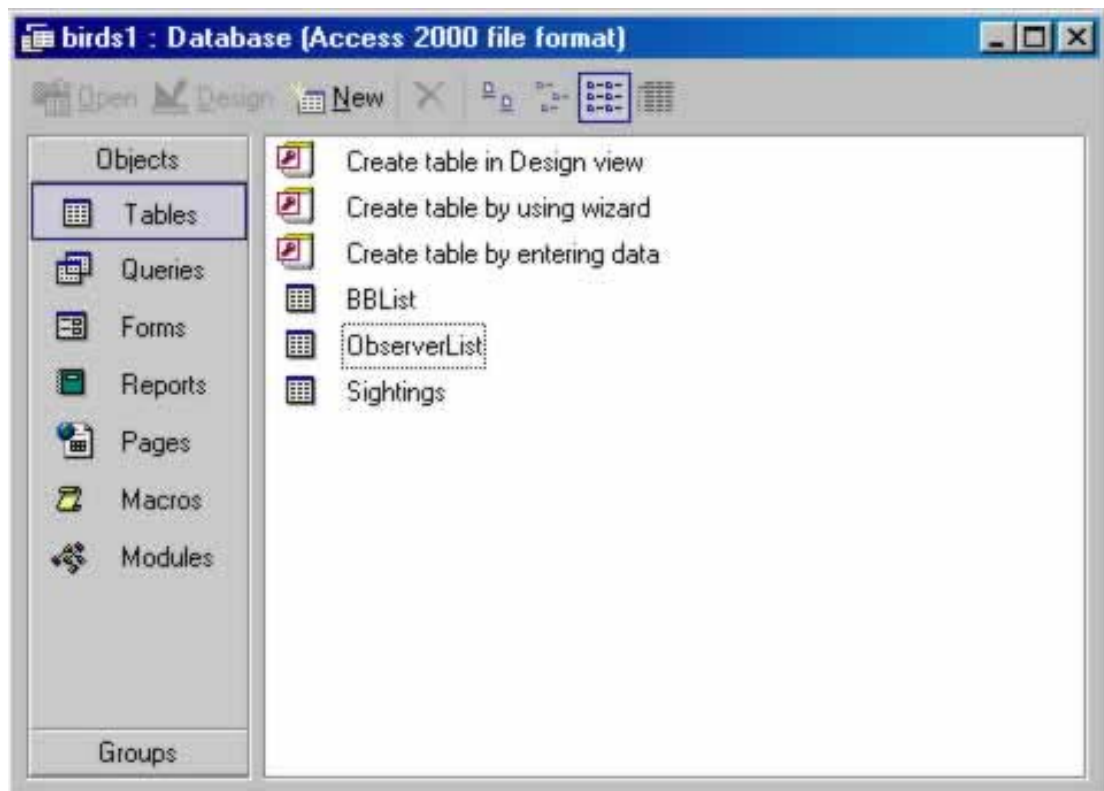 birds1 : Database (Access 2000 file format)
Open Design New
Objects
Tables
Queries
Forms
Reports
Pages
Macros
Modules
Groups
Create table in Design view
Create table by using wizard
Create table by entering data
BBList
ObserverList
Sightings